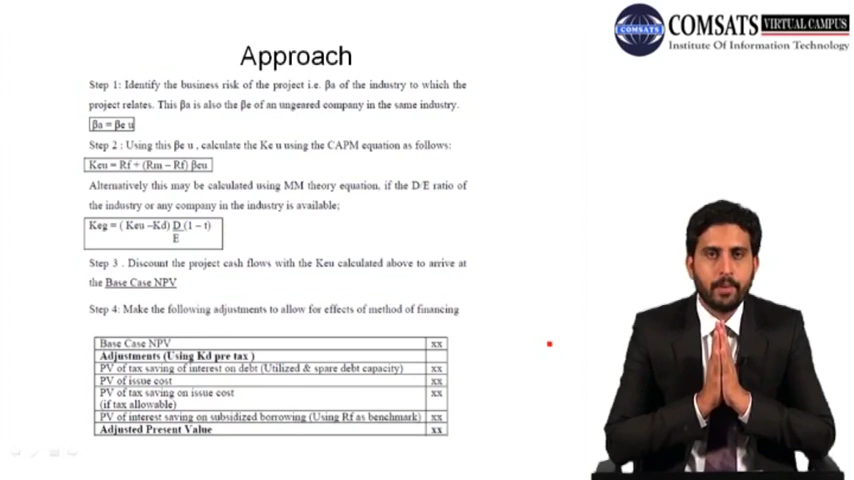 COMSATS
COMSATS VIRTUAL CAMPUS
Institute Of Information Technology
Approach
Step 1: Identify the business risk of the project i.e. βa of the industry to which the
project relates. This βa is also the βe of an ungeared company in the same industry.
βa = βe u
Step 2 : Using this βe u , calculate the Ke u using the CAPM equation as follows:
Keu = Rf + (Rm – Rf) βeu
Alternatively this may be calculated using MM theory equation, if the D/E ratio of
the industry or any company in the industry is available;
Keg = ( Keu –Kd) D (1 – t)
E
Step 3 . Discount the project cash flows with the Keu calculated above to arrive at
the Base Case NPV
Step 4: Make the following adjustments to allow for effects of method of financing
Base Case NPV xx
Adjustments (Using Kd pre tax )
PV of tax saving of interest on debt (Utilized & spare debt capacity) xx
PV of issue cost xx
PV of tax saving on issue cost xx
(if tax allowable)
PV of interest saving on subsidized borrowing (Using Rf as benchmark) xx
Adjusted Present Value xx